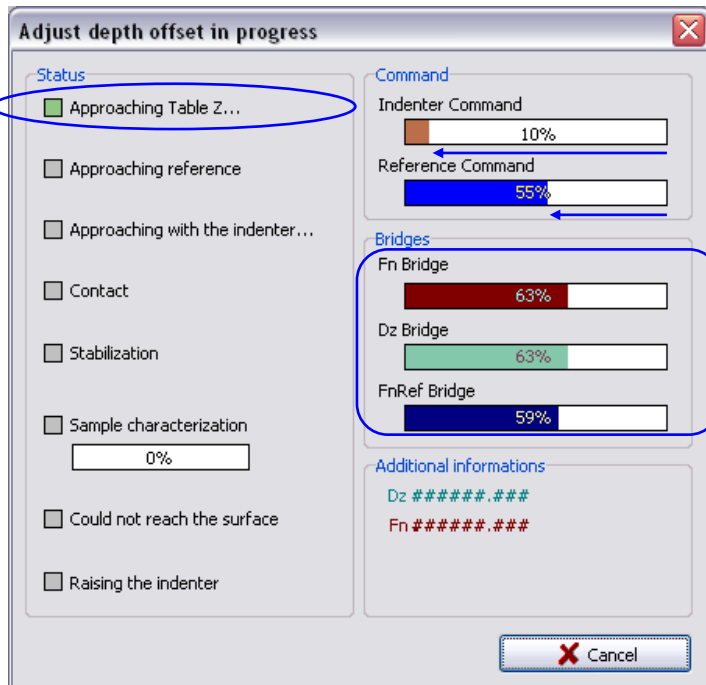 Adjust depth offset in progress
Status
Approaching Table Z...
Approaching reference
Approaching with the indenter...
Contact
Stabilization
Sample characterization
0%
Could not reach the surface
Raising the indenter
Command
Indenter Command
10%
Reference Command
55%
Bridges
Fn Bridge
63%
Dz Bridge
63%
FnRef Bridge
59%
Additional informations
Dz ######.###
Fn ######.###
Cancel